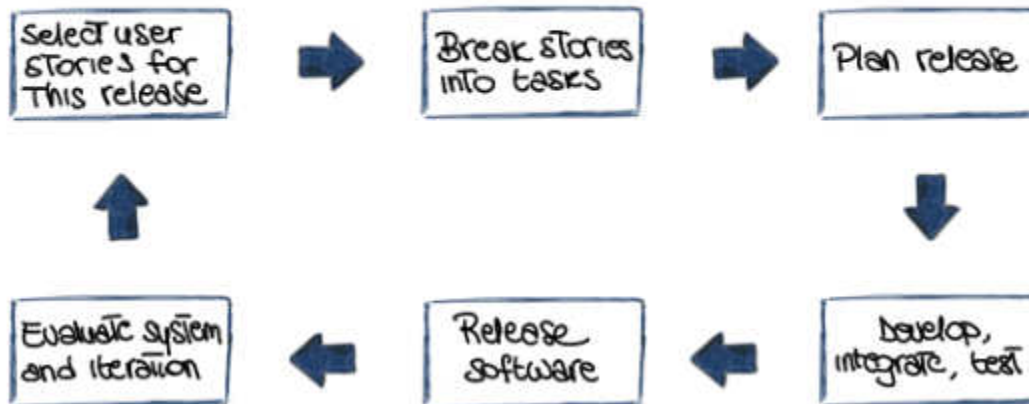 Select user
stories for
This release
Break stories
into tasks
Plan release
Develop,
integrate, test
Release
software
Evaluate system
and iteration